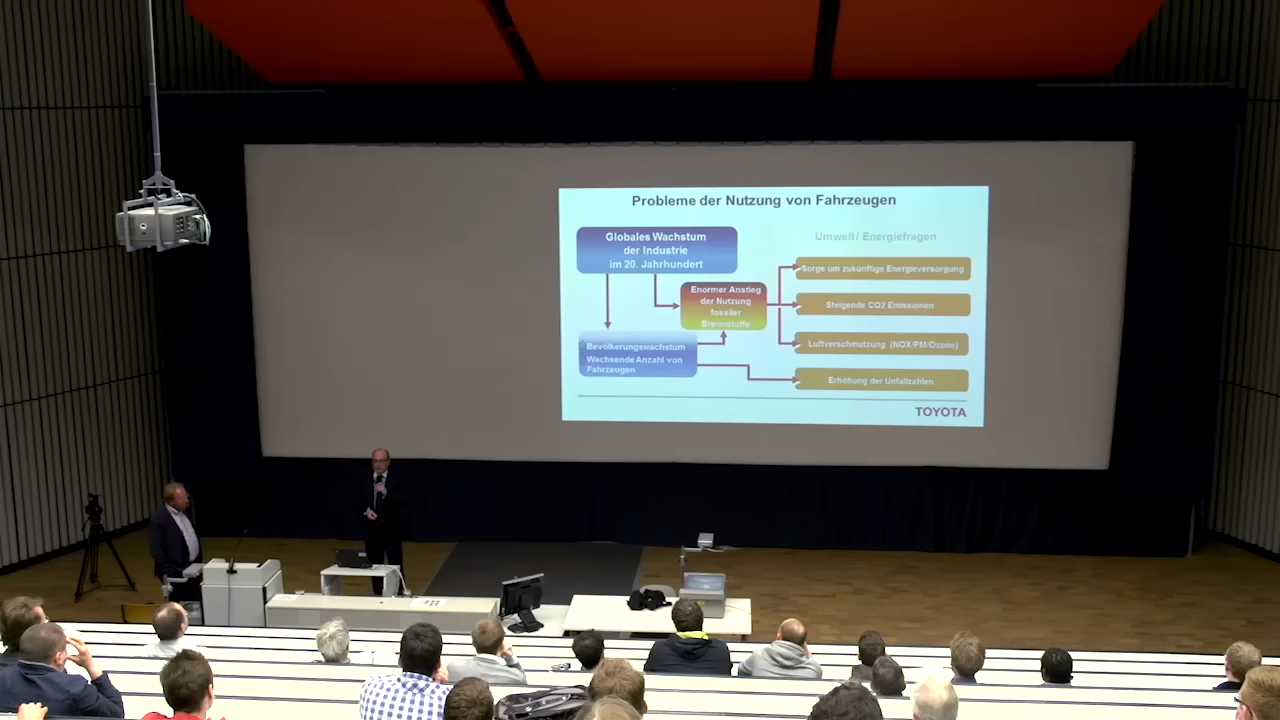 Probleme der Nutzung von Fahrzeugen
Globales Wachstum
der Industrie
im 20. Jahrhundert
Umwelt / Energiefragen
Sorge um zukünftige Energieversorgung
Enormer Anstieg
der Nutzung
fossiler
Brennstoffe
Steigende CO2 Emissionen
Bevölkerungswachstum
Wachsende Anzahl von
Fahrzeugen
Luftverschmutzung (NOX/PM/Ozone)
Erhöhung der Unfallzahlen
TOYOTA